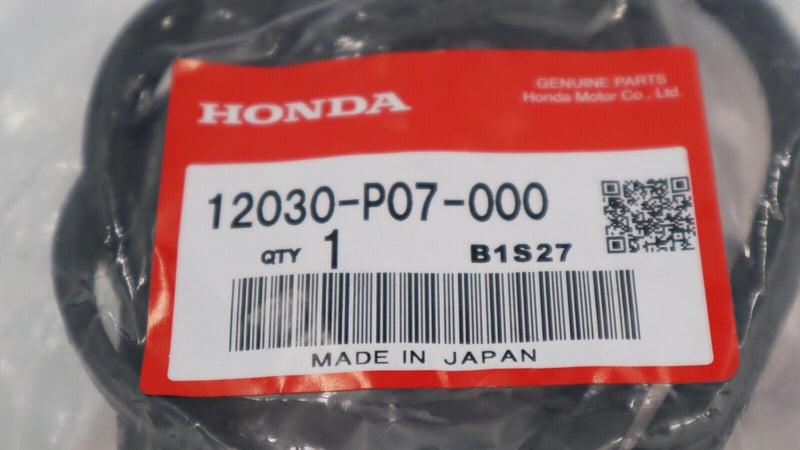 HONDA
GENUINE PARTS
Honda Motor Co., Ltd.
12030-P07-000
QTY 1 B1S27
MADE IN JAPAN